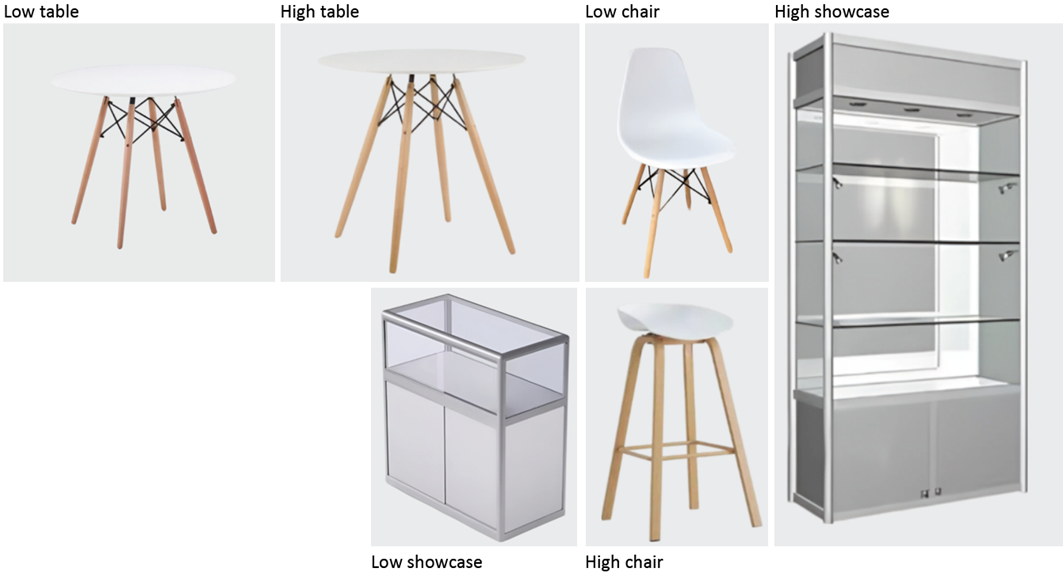 Low table
High table
Low chair
High showcase
Low showcase
High chair